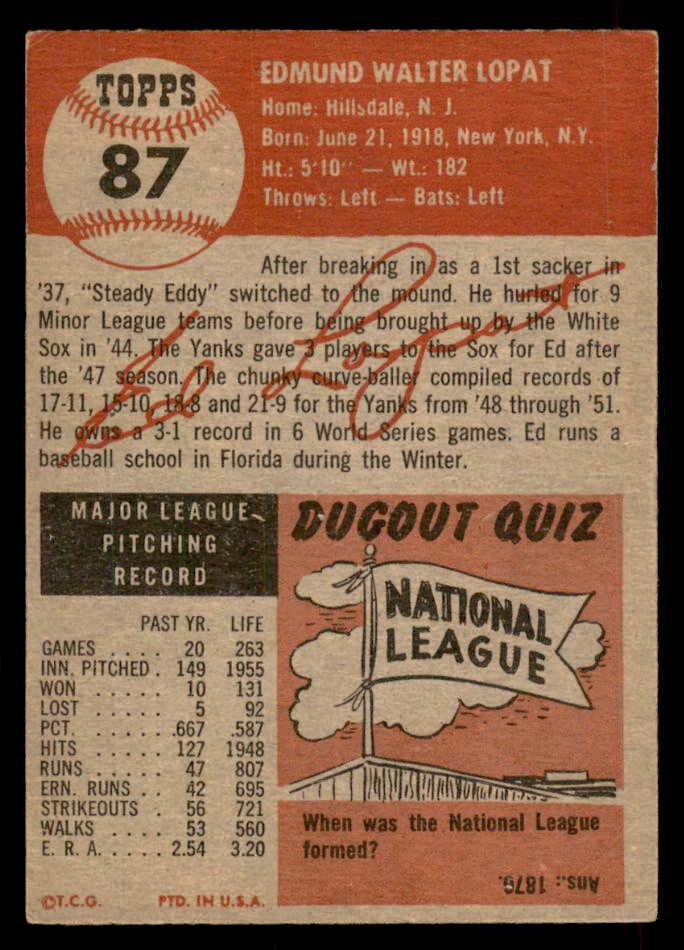 TOPPS
87
EDMUND WALTER LOPAT
Home: Hillsdale, N. J.
Born: June 21, 1918, New York, N.Y.
Ht.: 5'10" — Wt.: 182
Throws: Left — Bats: Left
After breaking in as a 1st sacker in
'37, "Steady Eddy" switched to the mound. He hurled for 9
Minor League teams before being brought up by the White
Sox in '44. The Yanks gave 3 players to the Sox for Ed after
the '47 season. The chunky curve-baller compiled records of
17-11, 15-10, 18-8 and 21-9 for the Yanks from '48 through '51.
He owns a 3-1 record in 6 World Series games. Ed runs a
baseball school in Florida during the Winter.
Ed Lopat
MAJOR LEAGUE
PITCHING
RECORD
PAST YR. LIFE
GAMES . . . . 20 263
INN. PITCHED . 149 1955
WON . . . . . 10 131
LOST . . . . . 5 92
PCT. . . . . . .667 .587
HITS . . . . . 127 1948
RUNS . . . . . 47 807
ERN. RUNS . . 42 695
STRIKEOUTS . 56 721
WALKS . . . . 53 560
E. R. A. . . . . 2.54 3.20
©T.C.G. PTD. IN U.S.A.
DUGOUT QUIZ
NATIONAL
LEAGUE
When was the National League
formed?
Ans.: 1876.